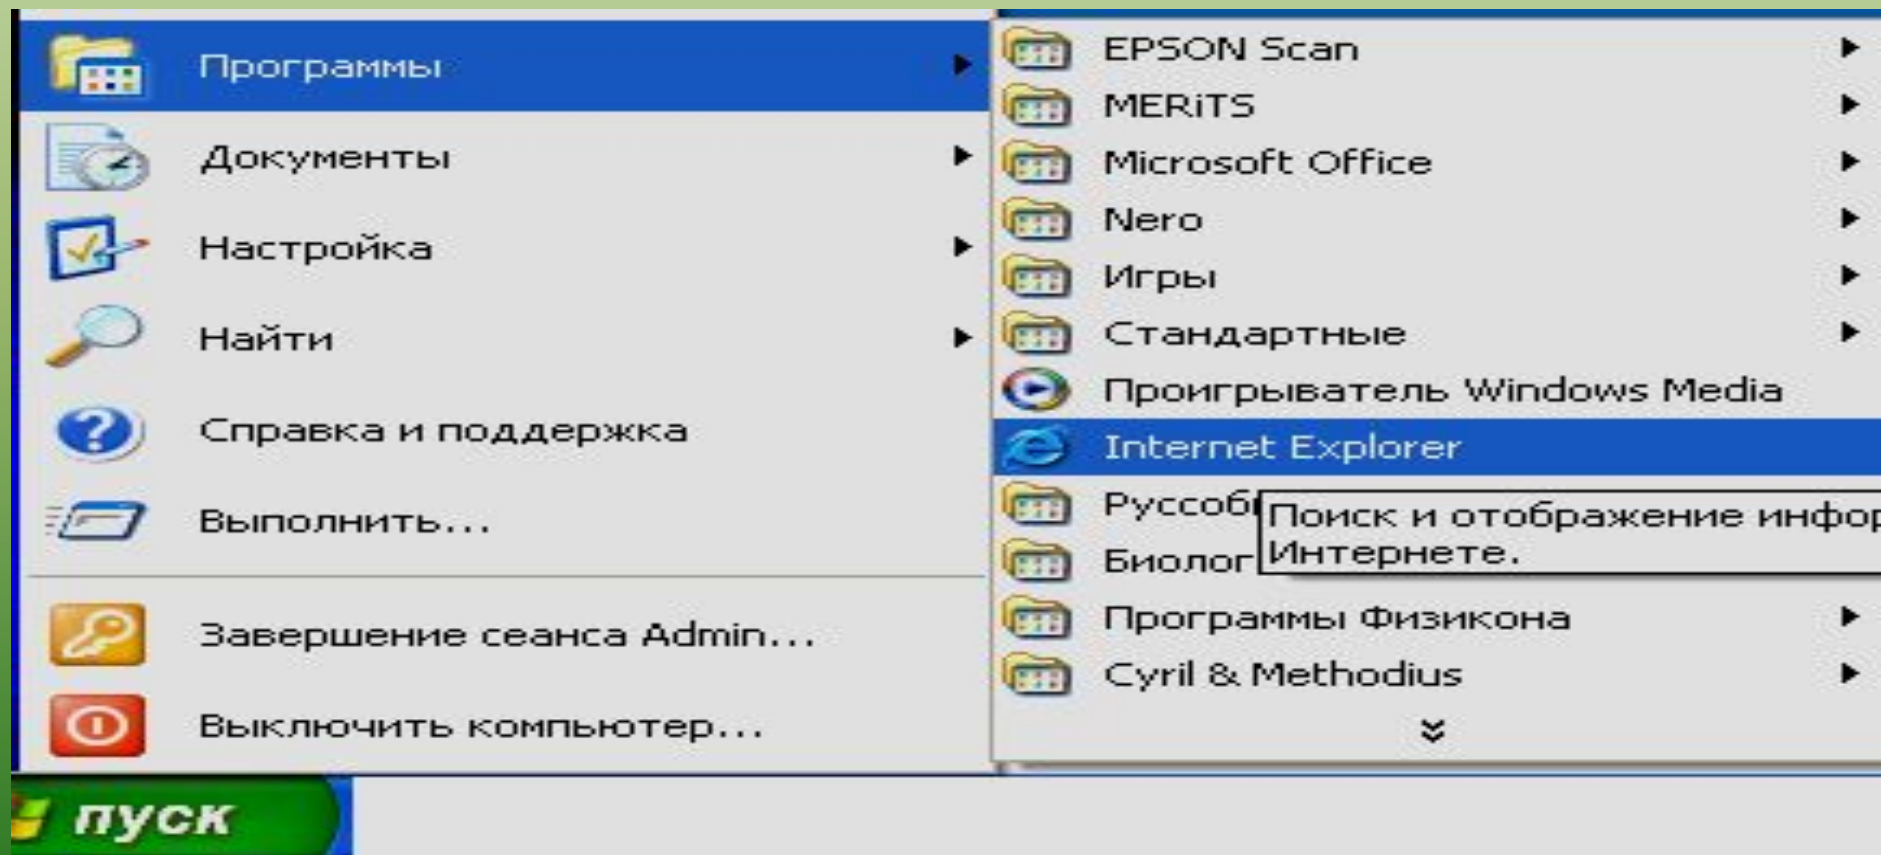 Программы
Документы
Настройка
Найти
Справка и поддержка
Выполнить...
Завершение сеанса Admin...
Выключить компьютер...
EPSON Scan
MERiTS
Microsoft Office
Nero
Игры
Стандартные
Проигрыватель Windows Media
Internet Explorer
Поиск и отображение
Интернете.
Программы Физикона
Cyril & Methodius
пуск